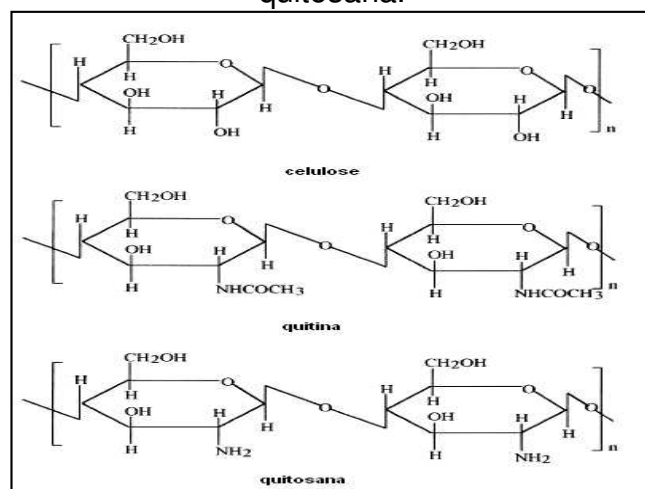 quitosana.
CH2OH CH2OH
H O H O
H H
OH H O OH H O
H H n
H OH H OH
celulose
CH2OH CH2OH
H O H O
H H
OH H O OH H O
H H
H NHCOCH3 H NHCOCH3 n
quitina
CH2OH CH2OH
H O H O
H H
OH H O OH H O
H H
H NH2 H NH2 n
quitosana